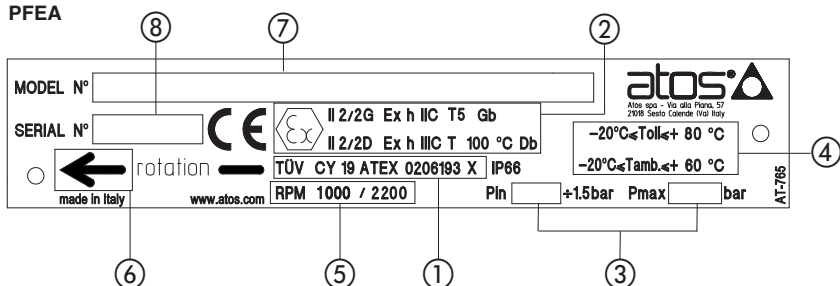 PFEA
⑧ ⑦ ②
MODEL N°
atos
Atos spa - Via alla Piana, 57
21018 Sesto Calende (Va) Italy
SERIAL N°
CE
Ex
II 2/2G Ex h IIC T5 Gb
II 2/2D Ex h IIIC T 100 °C Db
-20°C≤Toil≤+ 80 °C
-20°C≤Tamb.≤+ 60 °C
④
rotation
TÜV CY 19 ATEX 0206193 X IP66
made in Italy
www.atos.com
RPM 1000 / 2200
Pin ÷1.5bar Pmax bar
AT-765
⑥ ⑤ ① ③